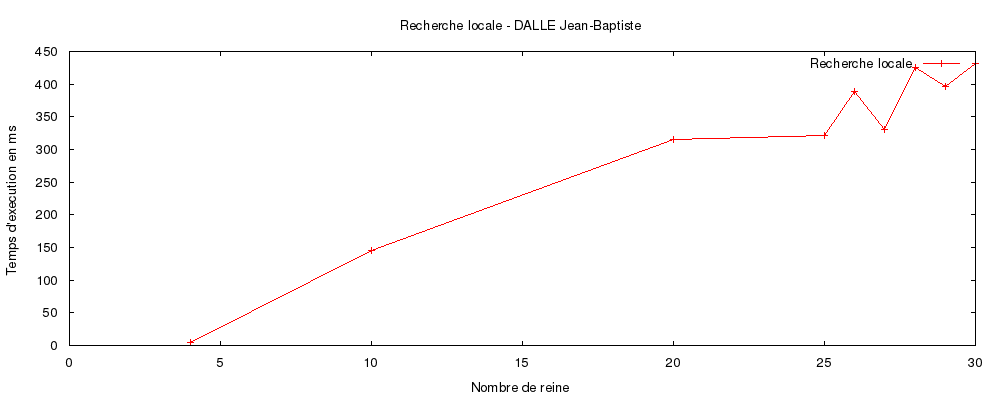 Recherche locale - DALLE Jean-Baptiste
Recherche locale
450
400
350
300
250
200
150
100
50
0
Temps d'execution en ms
0 5 10 15 20 25 30
Nombre de reine